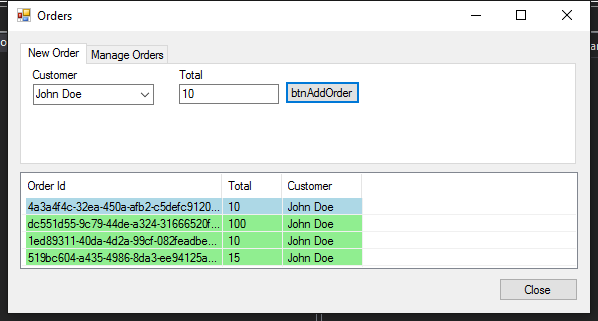 Orders
New Order Manage Orders
Customer Total
John Doe 10 btnAddOrder
Order Id Total Customer
4a3a4f4c-32ea-450a-afb2-c5defc9120... 10 John Doe
dc551d55-9c79-44de-a324-31666520f... 100 John Doe
1ed89311-40da-4d2a-99cf-082feadbe... 10 John Doe
519bc604-a435-4986-8da3-ee94125a... 15 John Doe
Close